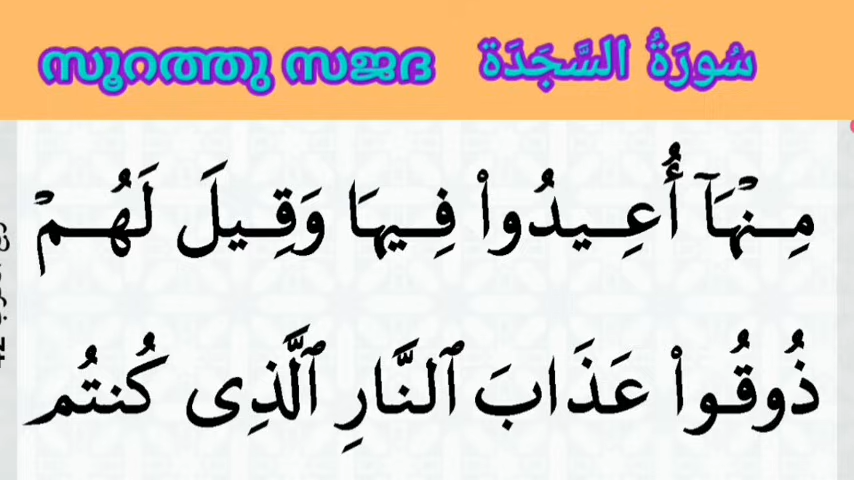 സൂറത്തു സജദ سُورَةُ السَّجَدَة
مِنْهَآ أُعِيدُوا۟ فِيهَا وَقِيلَ لَهُمْ
ذُوقُوا۟ عَذَابَ ٱلنَّارِ ٱلَّذِى كُنتُم